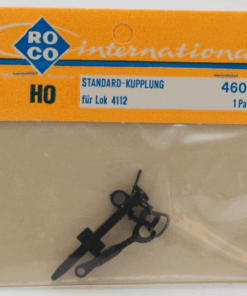 RO
CO
international
HO
STANDARD-KUPPLUNG
für Lok 4112
460
1 Pa